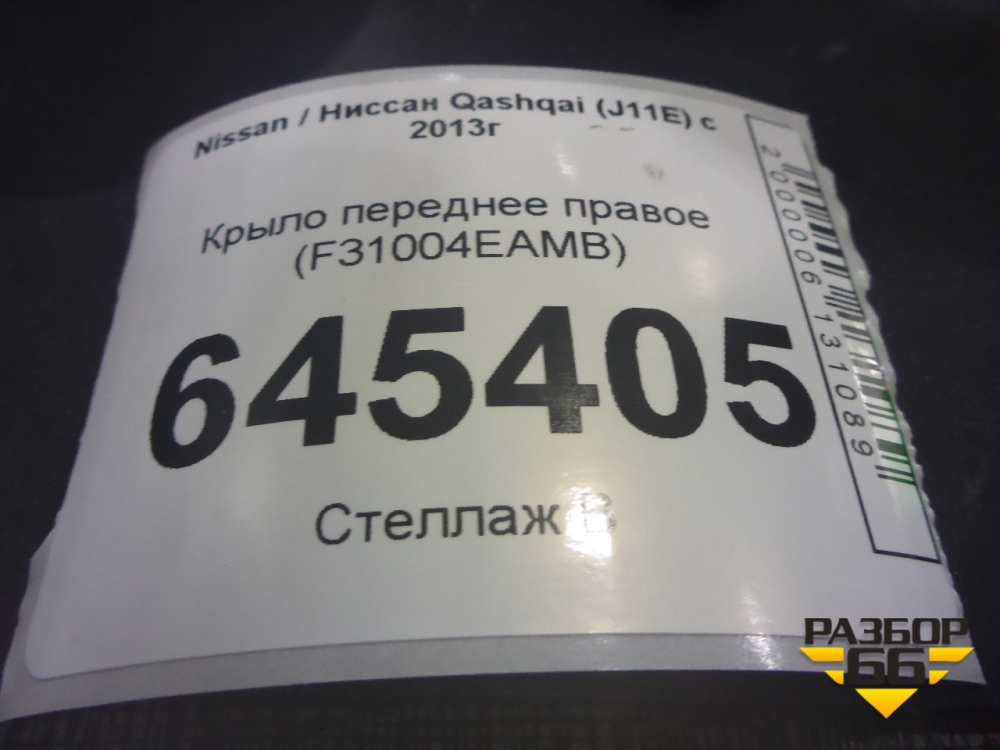 Nissan / Ниссан Qashqai (J11E) с
2013г
Крыло переднее правое
(F31004EAMB)
645405
Стеллаж В
2000006131089
РАЗБОР
66